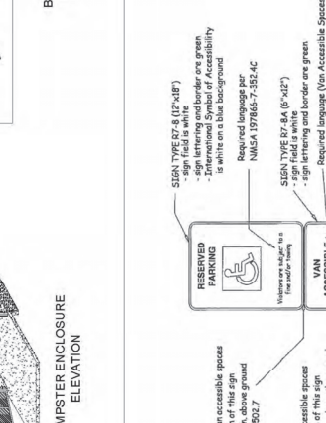 MPSTER ENCLOSURE
ELEVATION
SIGN TYPE R7-8 (12"x18")
- sign field is white
- sign lettering and border are green
- International Symbol of Accessibility
is white on a blue background
Required language per
NMSA 1978 66-7-352.4C
SIGN TYPE R7-8A (6"x12")
- sign field is white
- sign lettering and border are green
Required language (Van Accessible Spaces
RESERVED
PARKING
Violators are subject to a
fine and/or towing
VAN
accessible spaces
of this sign
above ground
502.7
cessible spaces
of this sign